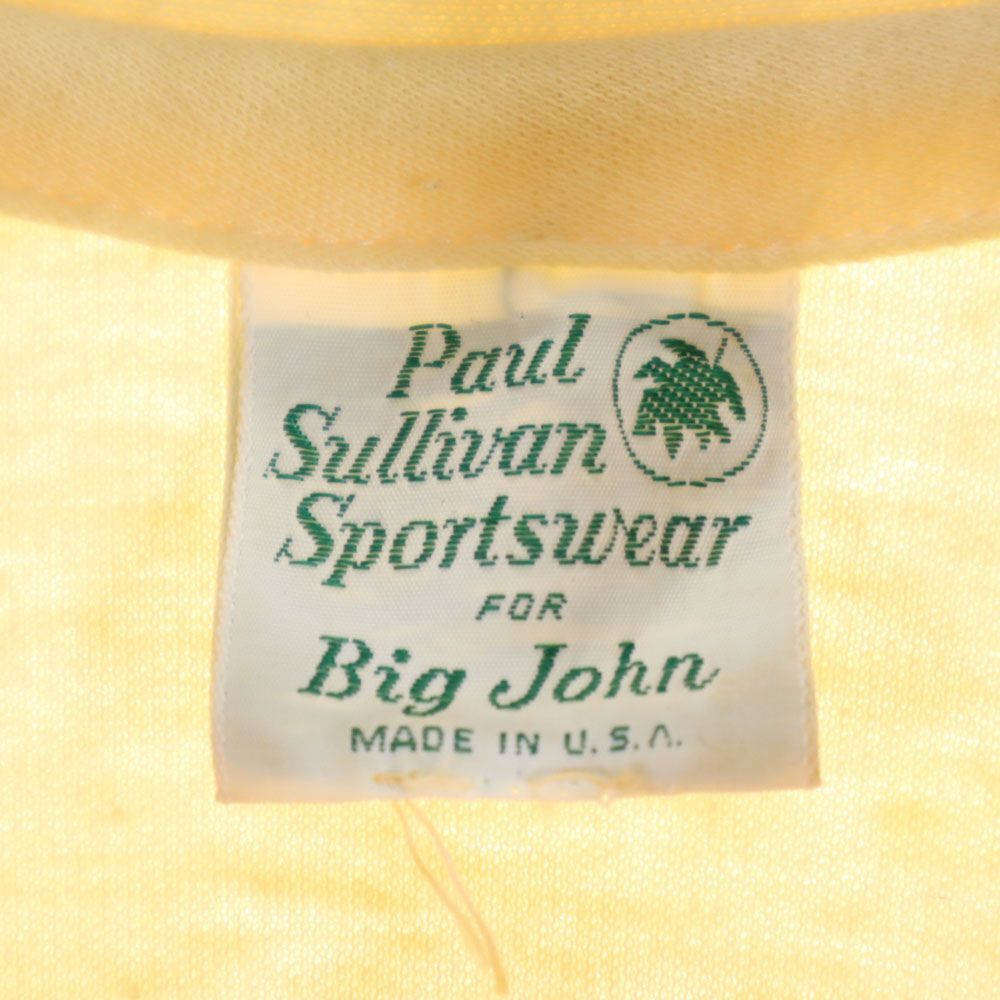 Paul
Sullivan
Sportswear
FOR
Big John
MADE IN U.S.A.